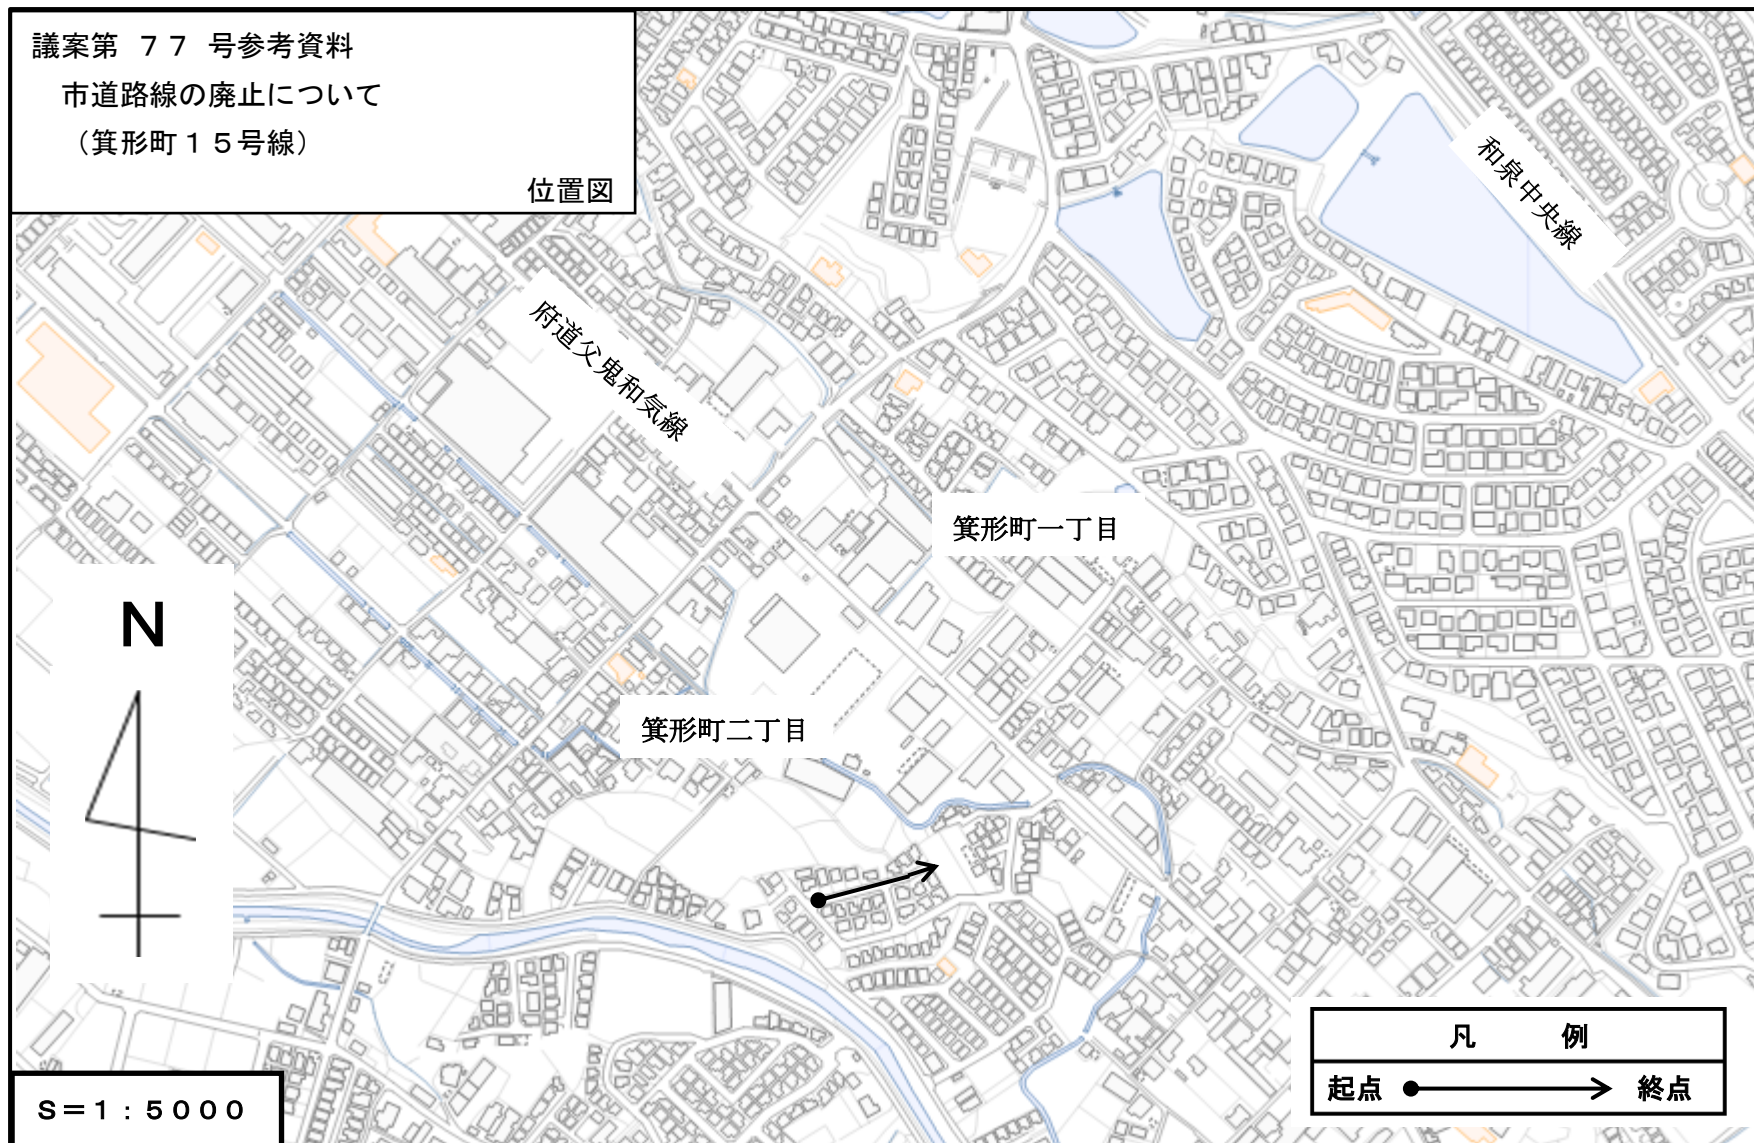 議案第 ７７ 号参考資料
市道路線の廃止について
（箕形町１５号線）
位置図
和泉中央線
府道父鬼和気線
箕形町一丁目
箕形町二丁目
N
凡 例
起点 終点
S＝１：５０００